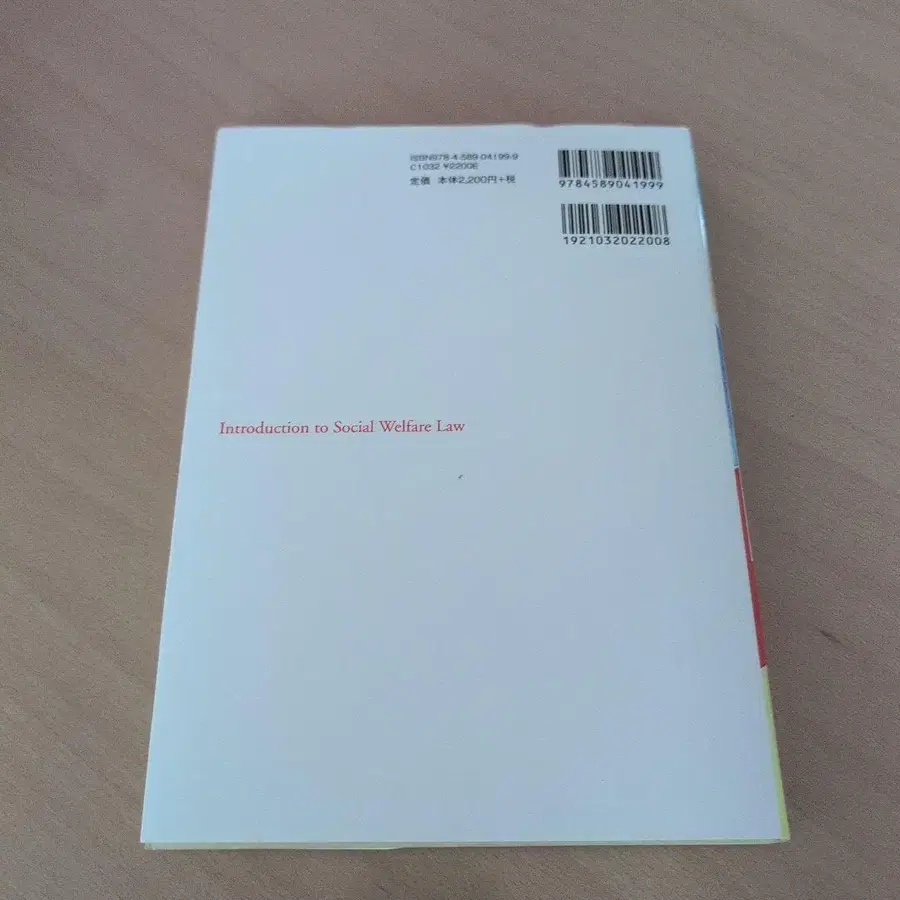 ISBN978-4-589-04199-9
C1032 ¥2200E
定価 本体2,200円+税
9784589041999
1921032022008
Introduction to Social Welfare Law